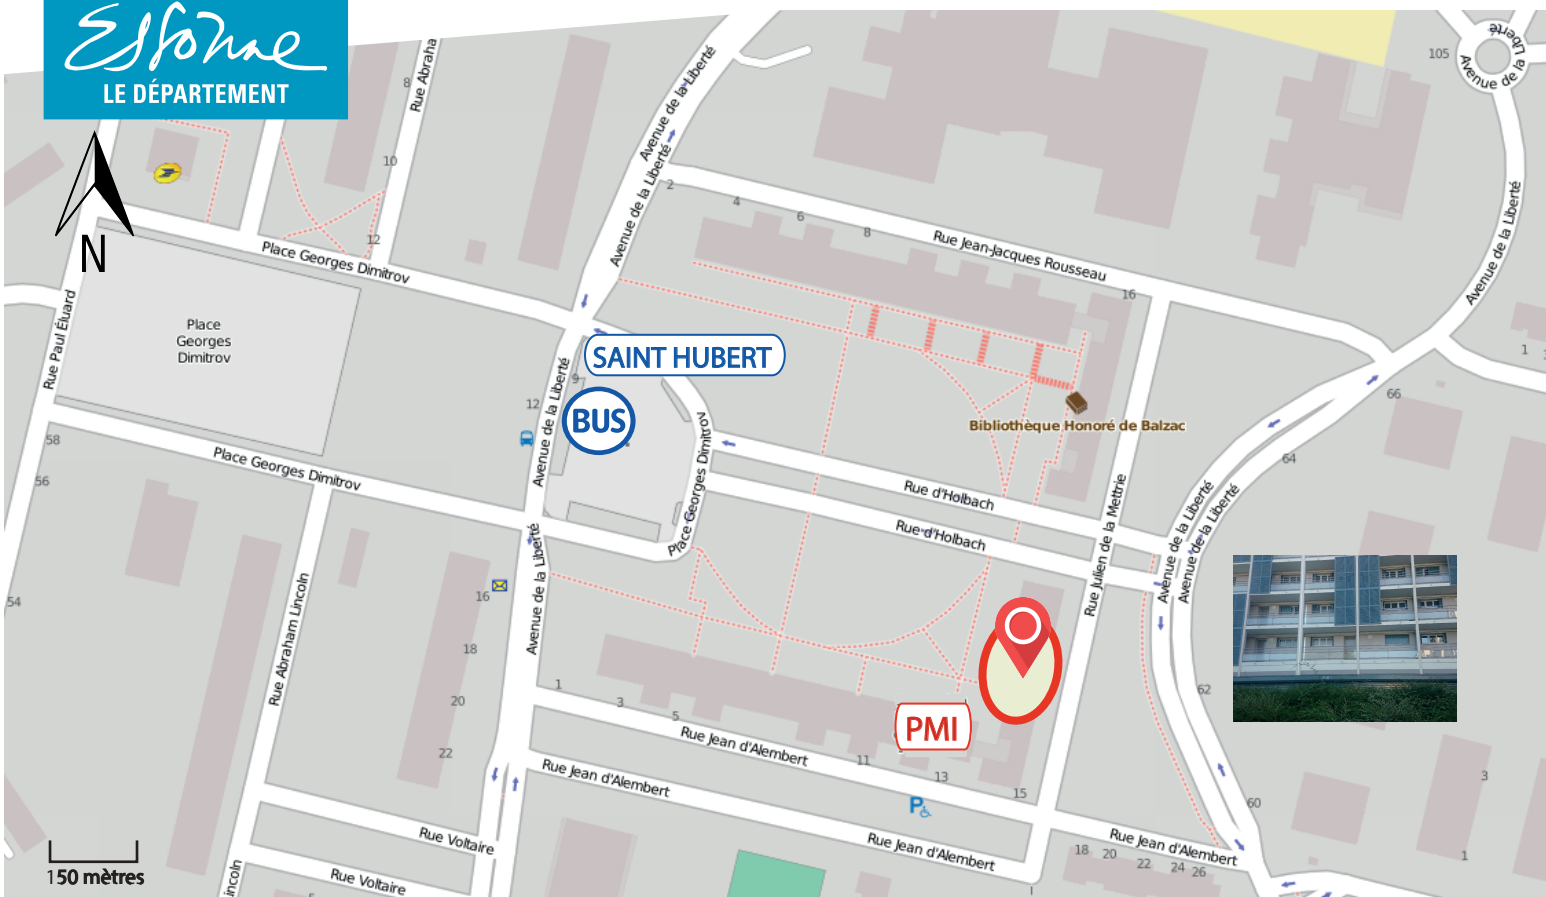 Essonne
LE DÉPARTEMENT
N
Rue Abraha
8
10
12
Place Georges Dimitrov
Rue Paul Éluard
Place
Georges
Dimitrov
Avenue de la Liberté
Avenue de la Liberté
2
4
6
8
Rue Jean-Jacques Rousseau
16
105
Avenue de la Liberté
Avenue de la Liberté
1
SAINT HUBERT
9
12
BUS
Avenue de la Liberté
Place Georges Dimitrov
Bibliothèque Honoré de Balzac
66
64
58
56
54
Place Georges Dimitrov
Rue d'Holbach
Rue d'Holbach
Rue Julien de la Mettrie
Avenue de la Liberté
Avenue de la Liberté
Rue Abraham Lincoln
Avenue de la Liberté
16
18
20
22
1
3
5
Rue Jean d'Alembert
PMI
11
13
15
62
60
3
1
Rue Jean d'Alembert
P
Rue Jean d'Alembert
Rue Jean d'Alembert
18
20
22
24
26
Rue Voltaire
Rue Voltaire
incoln
150 mètres